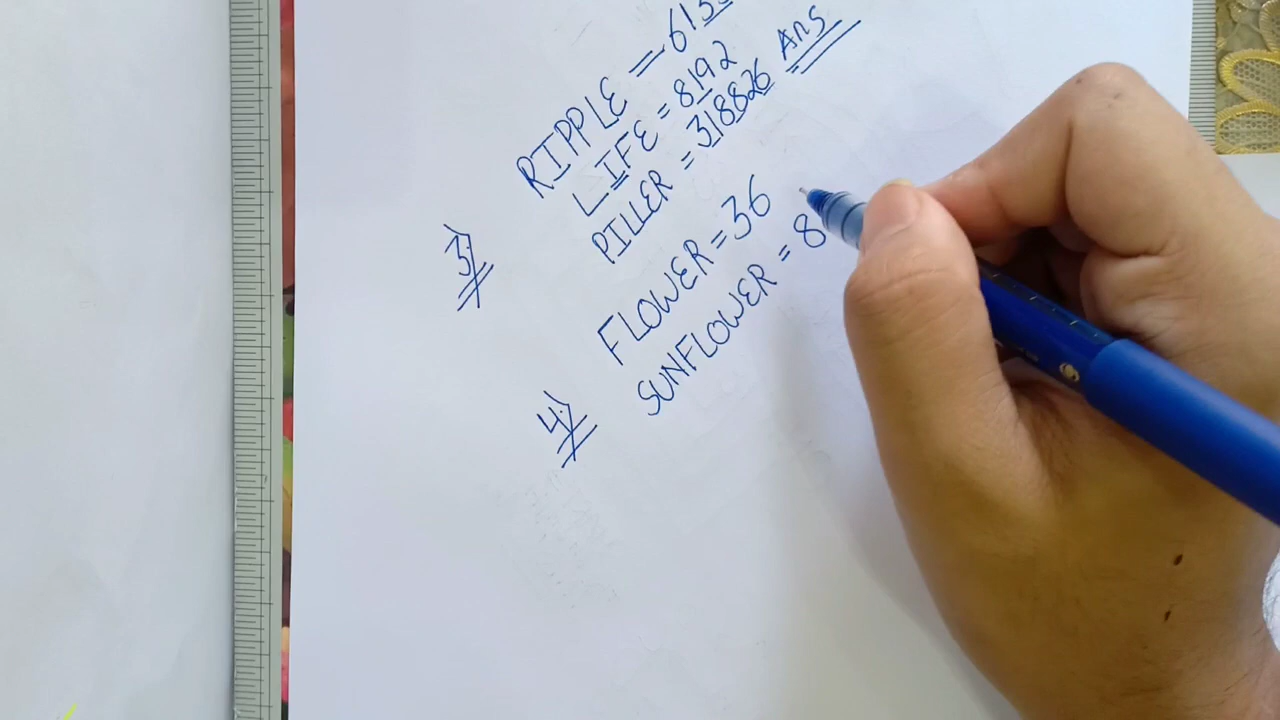 RIPPLE = 613
3) LIFE = 8192
PILLER = 318826 Ans
4) FLOWER = 36
SUNFLOWER = 8